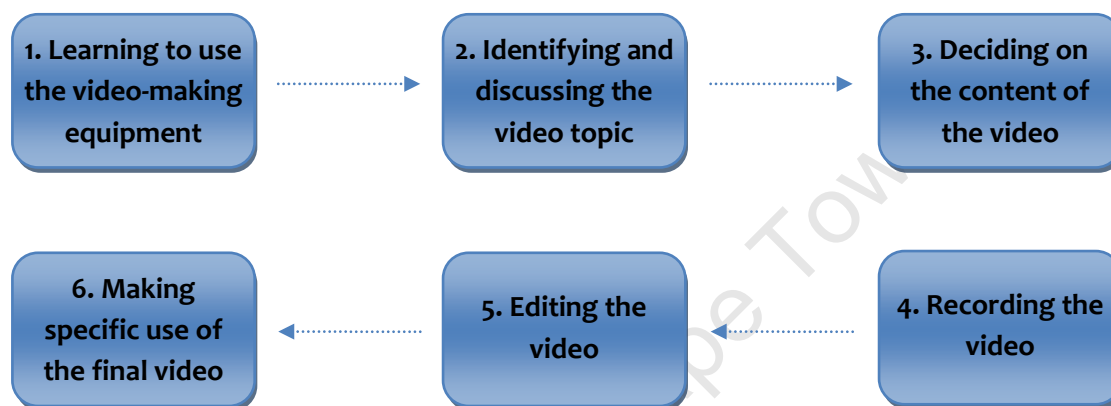 1. Learning to use
the video-making
equipment
2. Identifying and
discussing the
video topic
3. Deciding on
the content of
the video
4. Recording the
video
5. Editing the
video
6. Making
specific use of
the final video